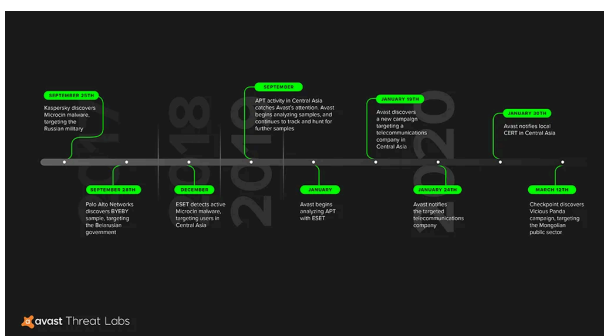 SEPTEMBER 25TH
Kaspersky discovers
Microcin malware,
targeting the
Russian military
SEPTEMBER 29TH
Palo Alto Networks
discovers BYEBY
sample, targeting
the Belarusian
government
2017
DECEMBER
ESET detects active
Microcin malware,
targeting users in
Central Asia
2018
SEPTEMBER
APT activity in Central Asia
catches Avast's attention. Avast
begins analyzing samples, and
continues to track and hunt for
further samples
2019
JANUARY
Avast begins
analyzing APT
with ESET
JANUARY
Avast discovers
a new campaign
targeting a
telecommunications
company in
Central Asia
JANUARY 24TH
Avast notifies
the targeted
telecommunications
company
2020
JANUARY 30TH
Avast notifies local
CERT in Central Asia
MARCH 12TH
Checkpoint discovers
Vicious Panda
campaign, targeting
the Mongolian
public sector
avast Threat Labs